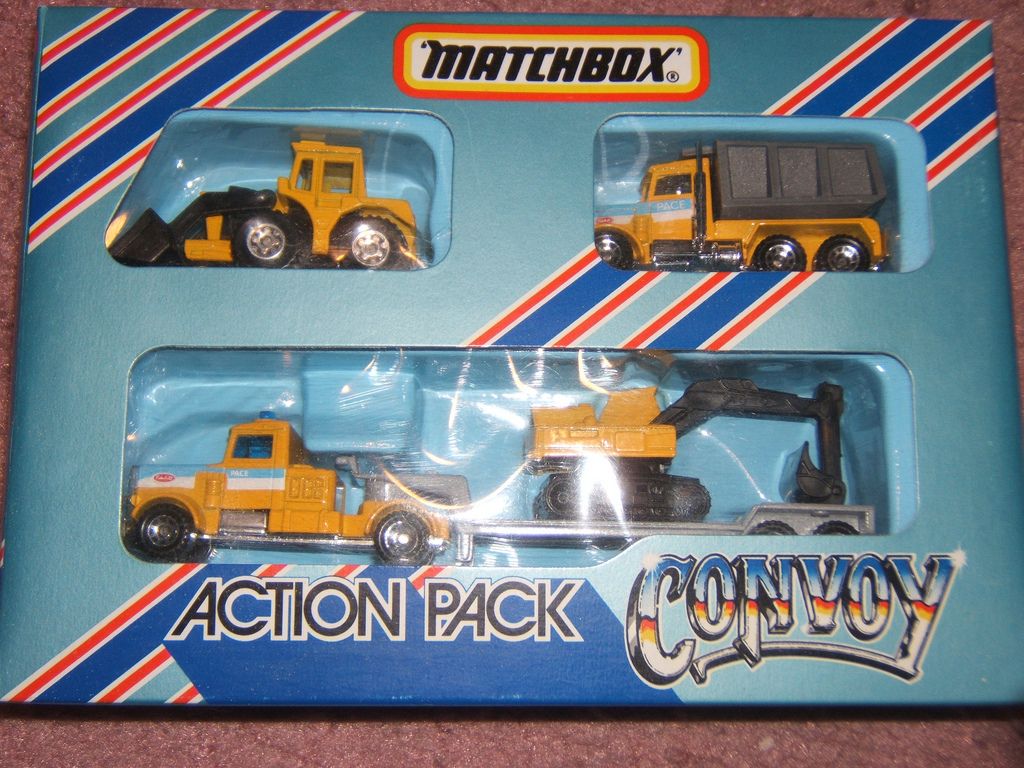 'MATCHBOX'®
PACE
PACE
ACTION PACK
CONVOY